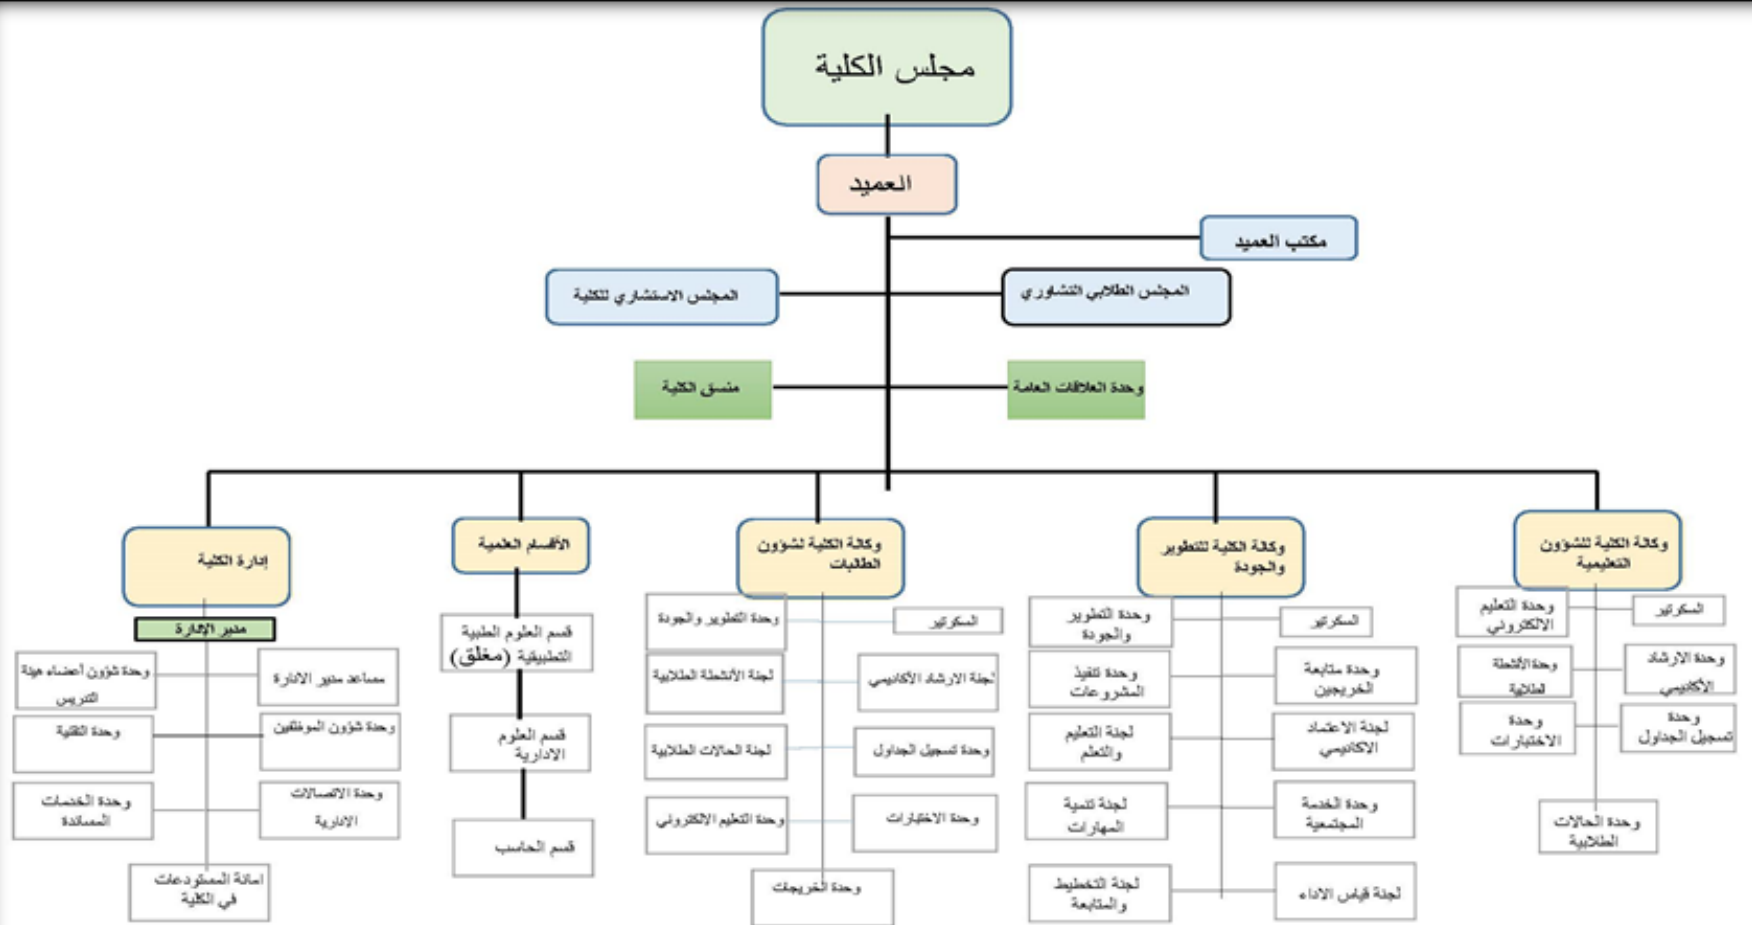 مجلس الكلية
العميد
مكتب العميد
المجلس الطلابي التشاوري
المجلس الاستشاري للكلية
وحدة العلاقات العامة
منسق الكلية
وكالة الكلية للشؤون
التعليمية
السكرتير
وحدة التعليم
الالكتروني
وحدة الارشاد
الأكاديمي
وحدة الأنشطة
الطلابية
وحدة
تسجيل الجداول
وحدة
الاختبارات
وحدة الحالات
الطلابية
وكالة الكلية للتطوير
والجودة
السكرتير
وحدة التطوير
والجودة
وحدة متابعة
الخريجين
وحدة تنفيذ
المشروعات
لجنة الاعتماد
الاكاديمي
لجنة التعليم
والتعلم
وحدة الخدمة
المجتمعية
لجنة تنمية
المهارات
لجنة قياس الاداء
لجنة التخطيط
والمتابعة
وكالة الكلية لشؤون
الطالبات
السكرتير
وحدة التطوير والجودة
لجنة الارشاد الأكاديمي
لجنة الأنشطة الطلابية
وحدة تسجيل الجداول
لجنة الحالات الطلابية
وحدة الاختبارات
وحدة التعليم الالكتروني
وحدة الخريجات
الأقسام العلمية
قسم العلوم الطبية
التطبيقية (مغلق)
قسم العلوم
الادارية
قسم الحاسب
إدارة الكلية
مدير الإدارة
مساعد مدير الادارة
وحدة شؤون أعضاء هيئة
التدريس
وحدة شؤون الموظفين
وحدة التقنية
وحدة الاتصالات
الادارية
وحدة الخدمات
المساندة
امانة المستودعات
في الكلية